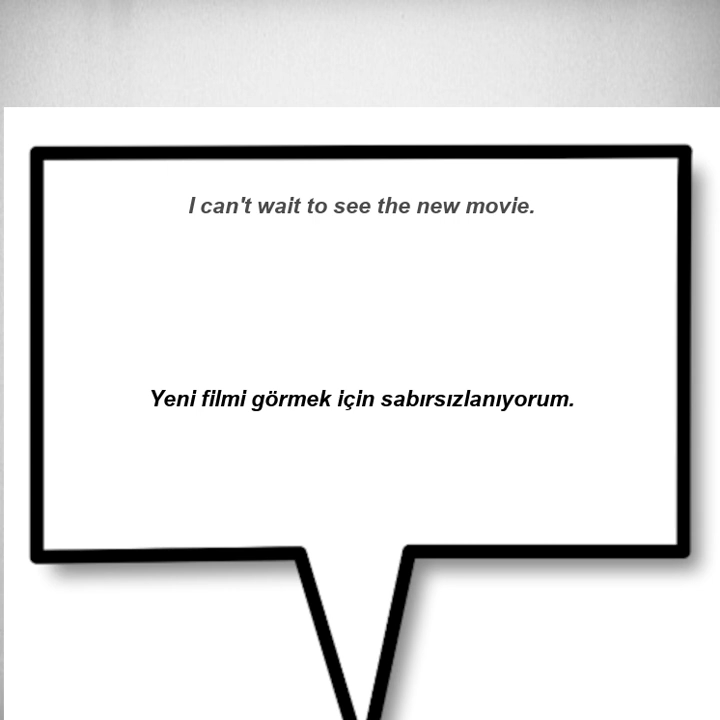 I can't wait to see the new movie.
Yeni filmi görmek için sabırsızlanıyorum.